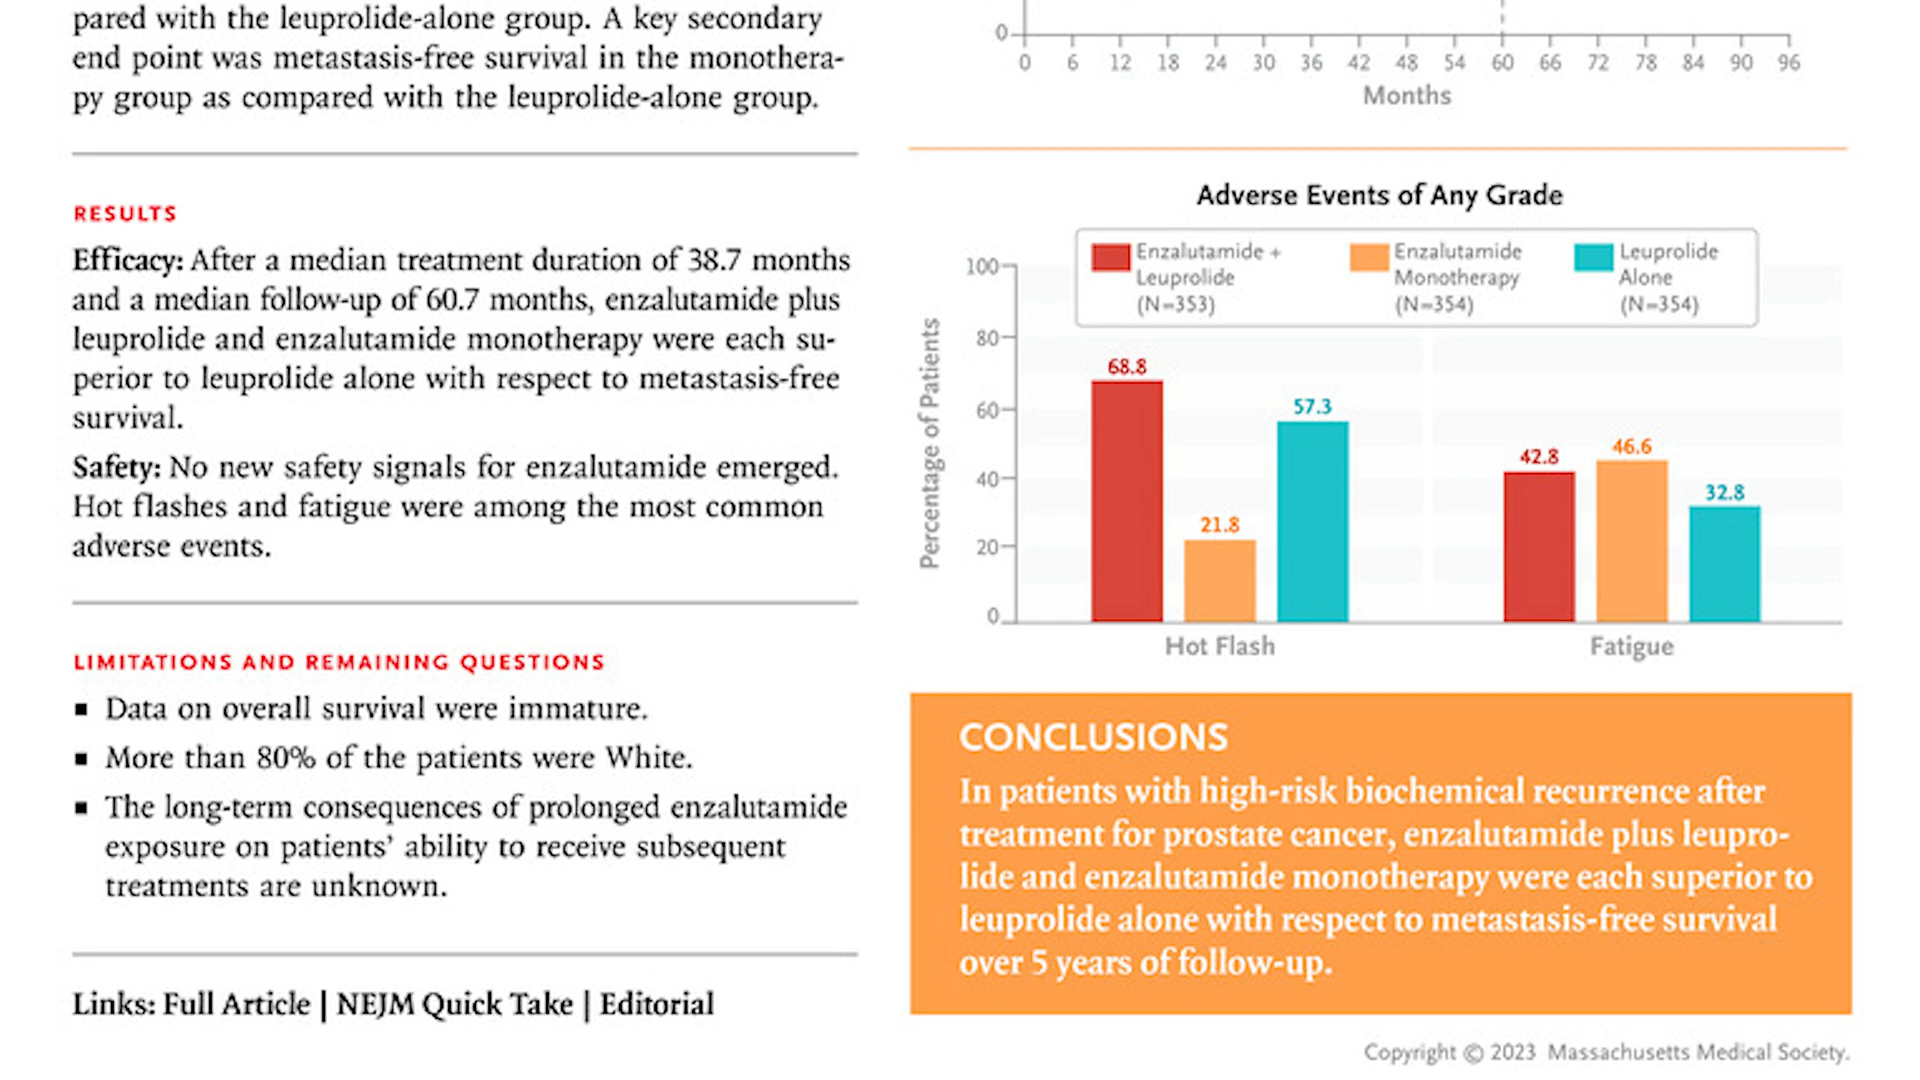 pared with the leuprolide-alone group. A key secondary
end point was metastasis-free survival in the monothera-
py group as compared with the leuprolide-alone group.
RESULTS
Efficacy: After a median treatment duration of 38.7 months
and a median follow-up of 60.7 months, enzalutamide plus
leuprolide and enzalutamide monotherapy were each su-
perior to leuprolide alone with respect to metastasis-free
survival.
Safety: No new safety signals for enzalutamide emerged.
Hot flashes and fatigue were among the most common
adverse events.
LIMITATIONS AND REMAINING QUESTIONS
▪ Data on overall survival were immature.
▪ More than 80% of the patients were White.
▪ The long-term consequences of prolonged enzalutamide
exposure on patients’ ability to receive subsequent
treatments are unknown.
Links: Full Article | NEJM Quick Take | Editorial
0
0 6 12 18 24 30 36 42 48 54 60 66 72 78 84 90 96
Months
Adverse Events of Any Grade
Enzalutamide +
Leuprolide
(N=353)
Enzalutamide
Monotherapy
(N=354)
Leuprolide
Alone
(N=354)
Percentage of Patients
100
80
60
40
20
0
68.8
21.8
57.3
42.8
46.6
32.8
Hot Flash
Fatigue
CONCLUSIONS
In patients with high-risk biochemical recurrence after
treatment for prostate cancer, enzalutamide plus leupro-
lide and enzalutamide monotherapy were each superior to
leuprolide alone with respect to metastasis-free survival
over 5 years of follow-up.
Copyright © 2023 Massachusetts Medical Society.